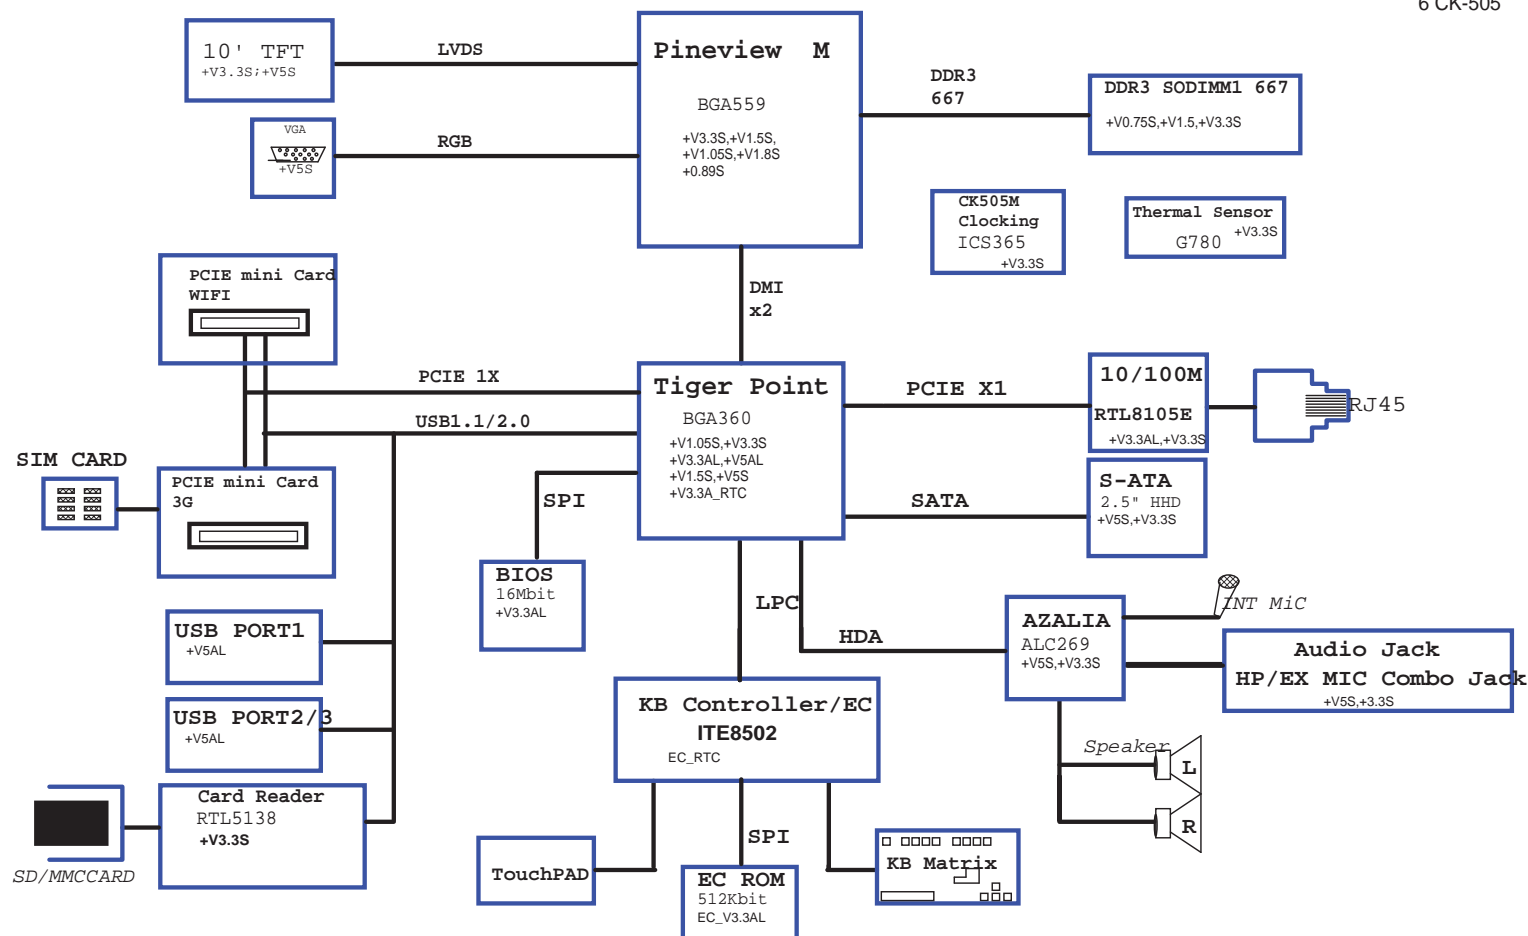 6 CK-505
10' TFT
+V3.3S;+V5S
LVDS
Pineview M
BGA559
+V3.3S,+V1.5S,
+V1.05S,+V1.8S
+0.89S
DDR3
667
DDR3 SODIMM1 667
+V0.75S,+V1.5,+V3.3S
VGA
+V5S
RGB
CK505M
Clocking
ICS365
+V3.3S
Thermal Sensor
G780
+V3.3S
PCIE mini Card
WIFI
DMI
x2
PCIE 1X
USB1.1/2.0
Tiger Point
BGA360
+V1.05S,+V3.3S
+V3.3AL,+V5AL
+V1.5S,+V5S
+V3.3A_RTC
PCIE X1
10/100M
RTL8105E
+V3.3AL,+V3.3S
RJ45
SIM CARD
PCIE mini Card
3G
SPI
SATA
S-ATA
2.5" HHD
+V5S,+V3.3S
BIOS
16Mbit
+V3.3AL
LPC
HDA
AZALIA
ALC269
+V5S,+V3.3S
INT MiC
Audio Jack
HP/EX MIC Combo Jack
+V5S,+3.3S
USB PORT1
+V5AL
USB PORT2/3
+V5AL
KB Controller/EC
ITE8502
EC_RTC
Speaker
L
R
Card Reader
RTL5138
+V3.3S
SD/MMCCARD
TouchPAD
SPI
EC ROM
512Kbit
EC_V3.3AL
KB Matrix